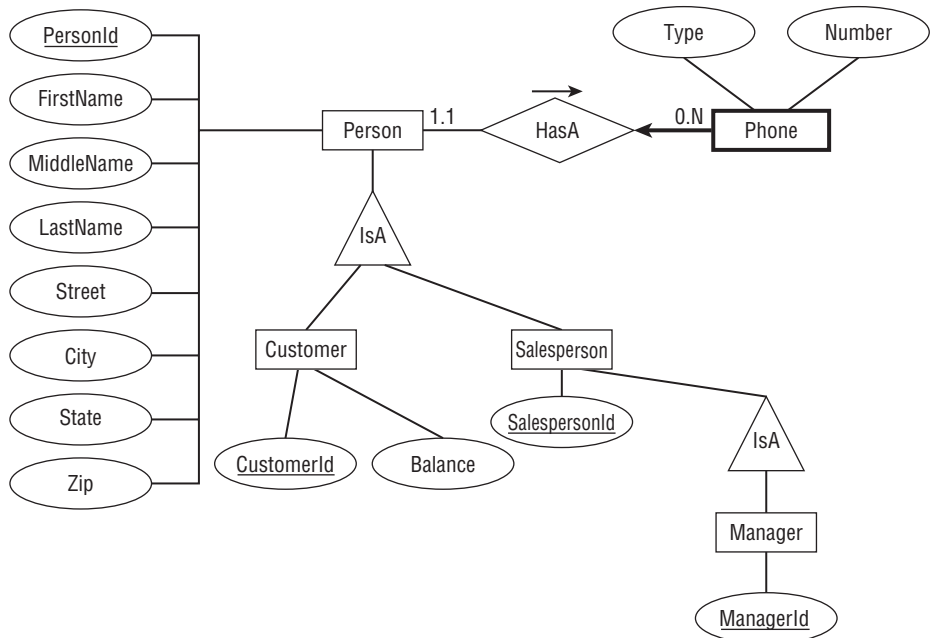 PersonId
FirstName
MiddleName
LastName
Street
City
State
Zip
Type
Number
Person
1.1
HasA
0.N
Phone
IsA
Customer
Salesperson
CustomerId
Balance
SalespersonId
IsA
Manager
ManagerId